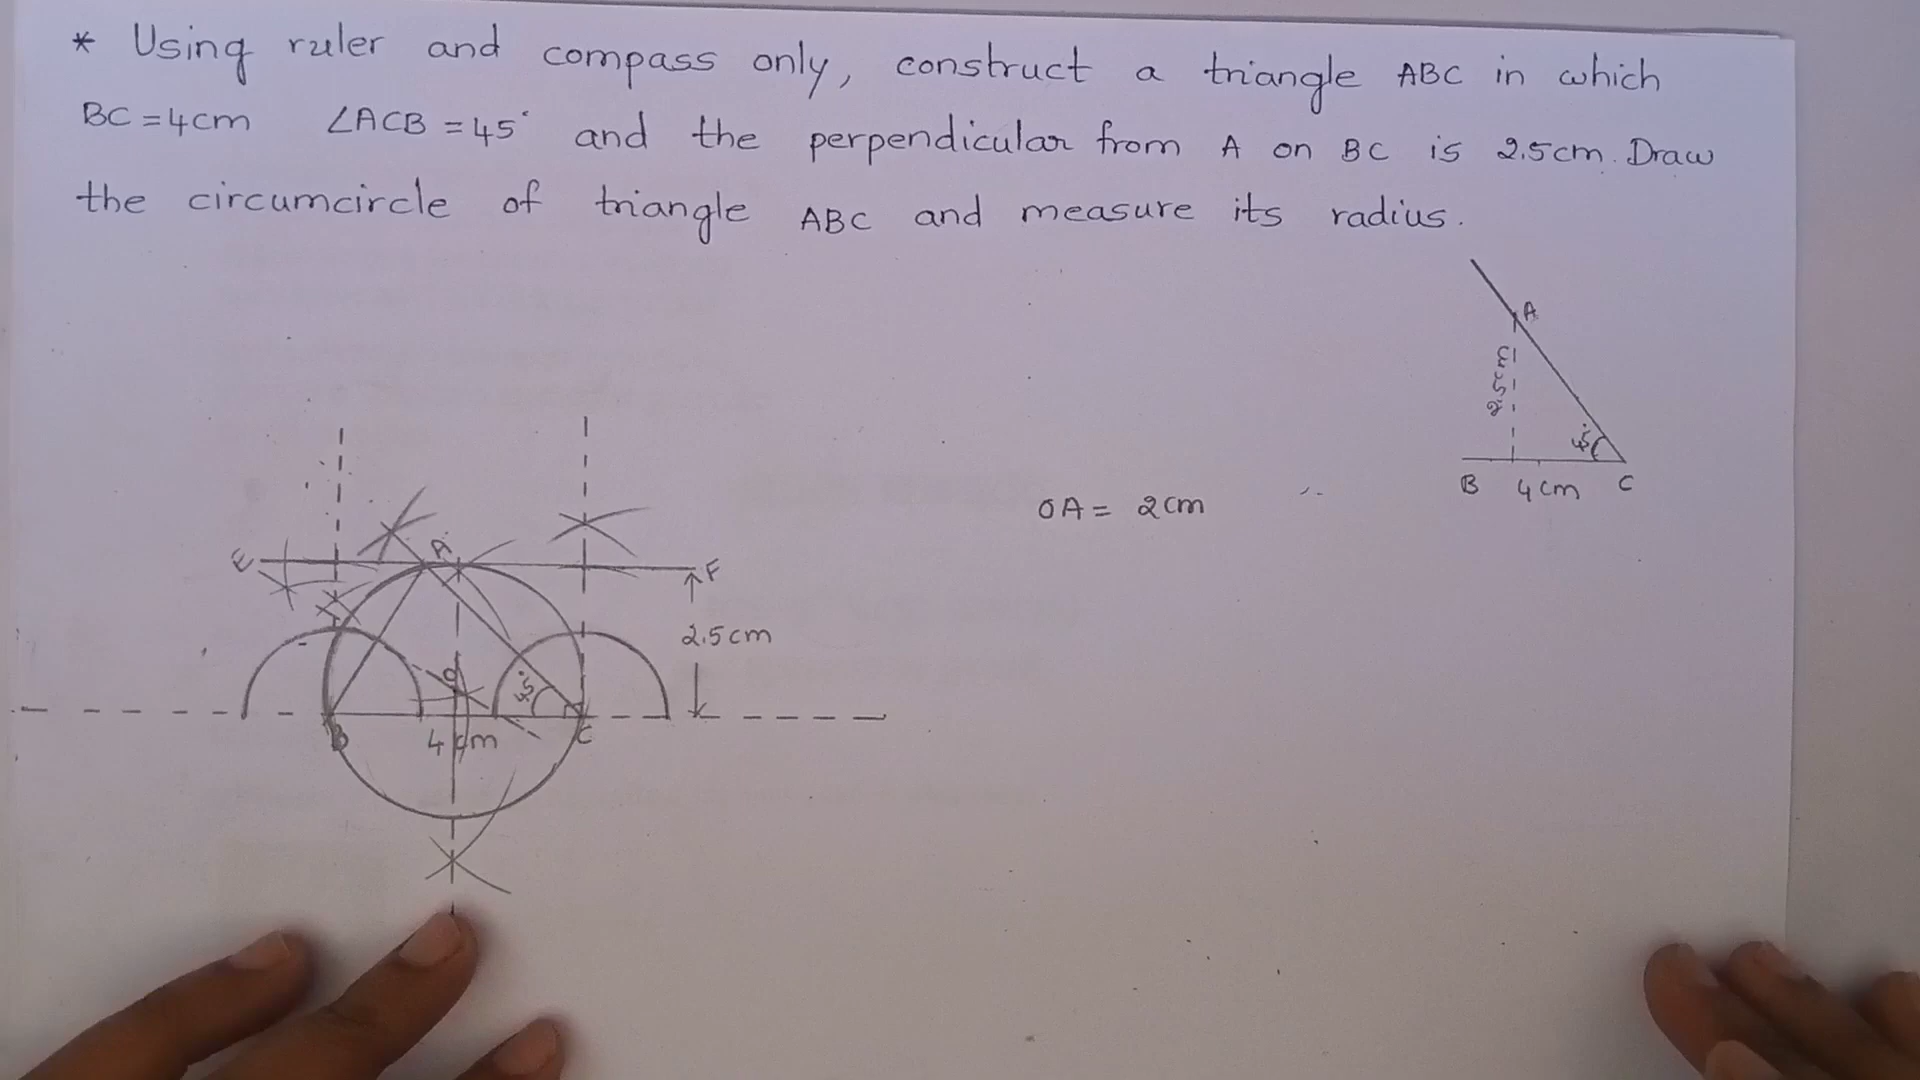 * Using ruler and compass only, construct a triangle ABC in which
BC = 4cm ∠ACB = 45° and the perpendicular from A on BC is 2.5cm. Draw
the circumcircle of triangle ABC and measure its radius.
A
2.5cm
45°
B 4cm C
OA = 2cm
E A F
2.5cm
O 45°
B 4cm C